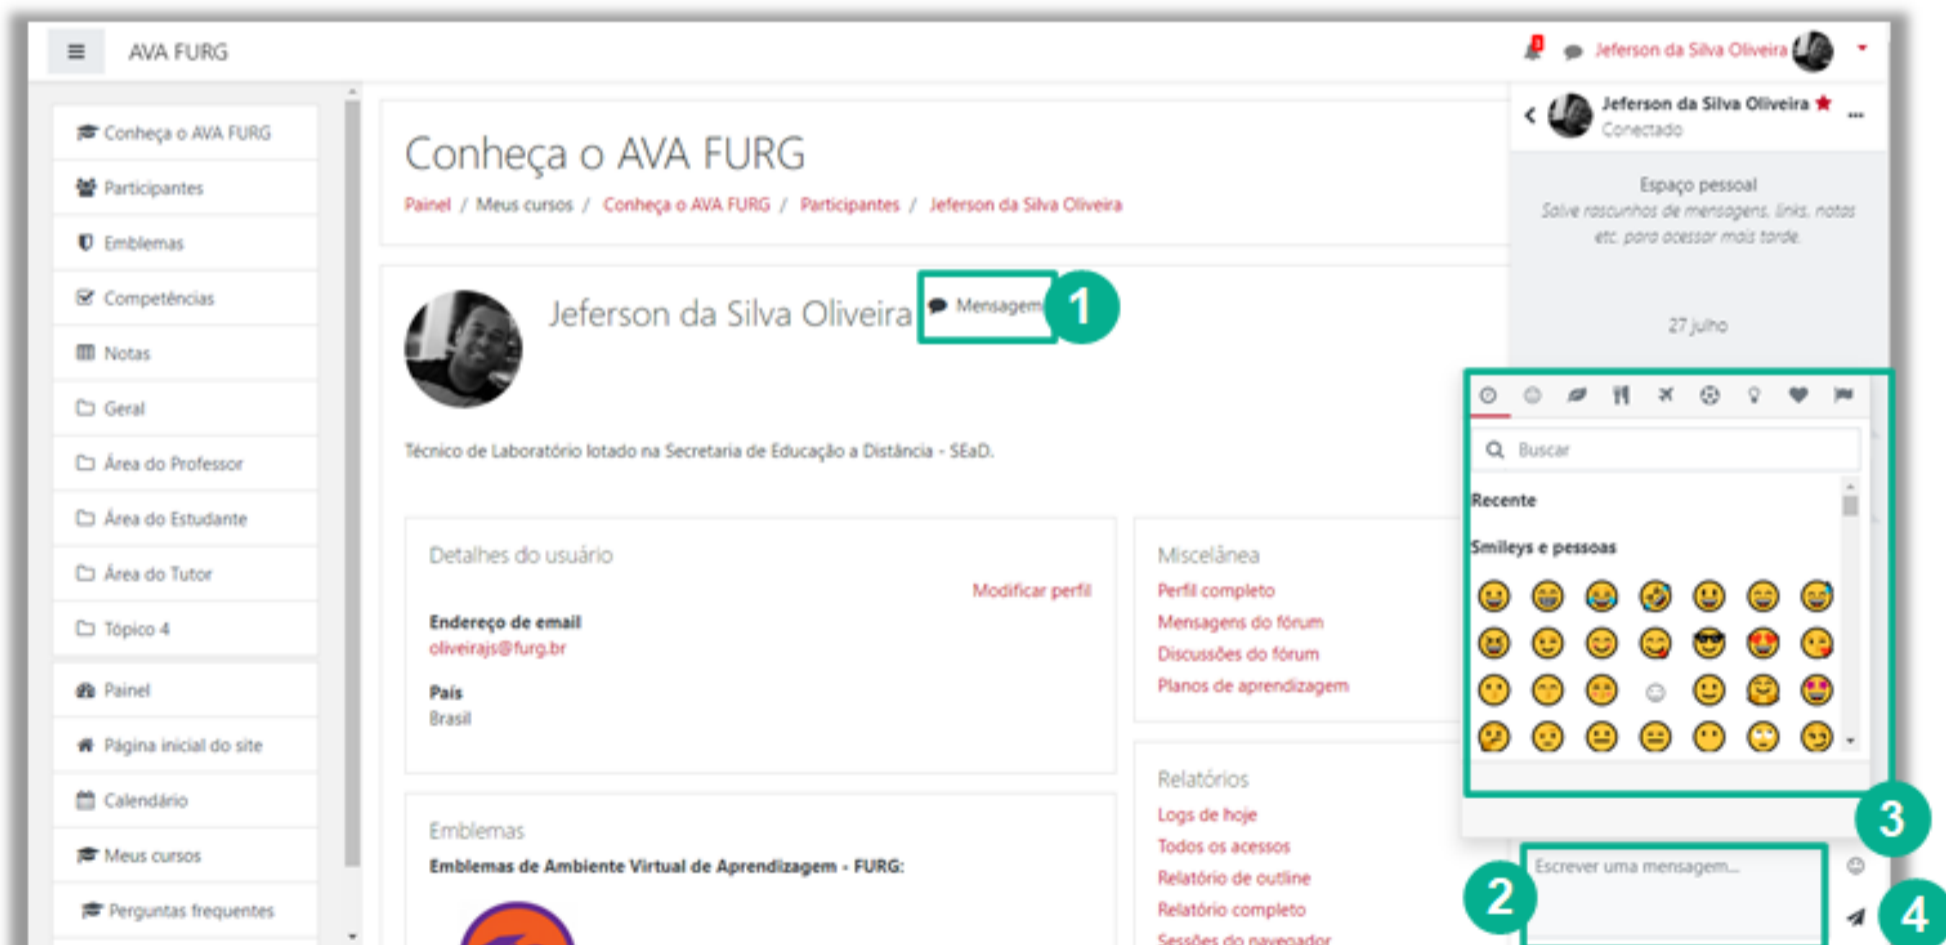 AVA FURG
3
Jeferson da Silva Oliveira
Conheça o AVA FURG
Participantes
Emblemas
Competências
Notas
Geral
Área do Professor
Área do Estudante
Área do Tutor
Tópico 4
Painel
Página inicial do site
Calendário
Meus cursos
Perguntas frequentes
Conheça o AVA FURG
Painel / Meus cursos / Conheça o AVA FURG / Participantes / Jeferson da Silva Oliveira
Jeferson da Silva Oliveira
Mensagem
1
Técnico de Laboratório lotado na Secretaria de Educação a Distância - SEaD.
Detalhes do usuário
Modificar perfil
Endereço de email
oliveirajs@furg.br
País
Brasil
Emblemas
Emblemas de Ambiente Virtual de Aprendizagem - FURG:
Miscelânea
Perfil completo
Mensagens do fórum
Discussões do fórum
Planos de aprendizagem
Relatórios
Logs de hoje
Todos os acessos
Relatório de outline
Relatório completo
Sessões do navegador
Jeferson da Silva Oliveira
Conectado
Espaço pessoal
Salve rascunhos de mensagens, links, notas
etc. para acessar mais tarde.
27 julho
Buscar
Recente
Smileys e pessoas
3
Escrever uma mensagem...
2
4